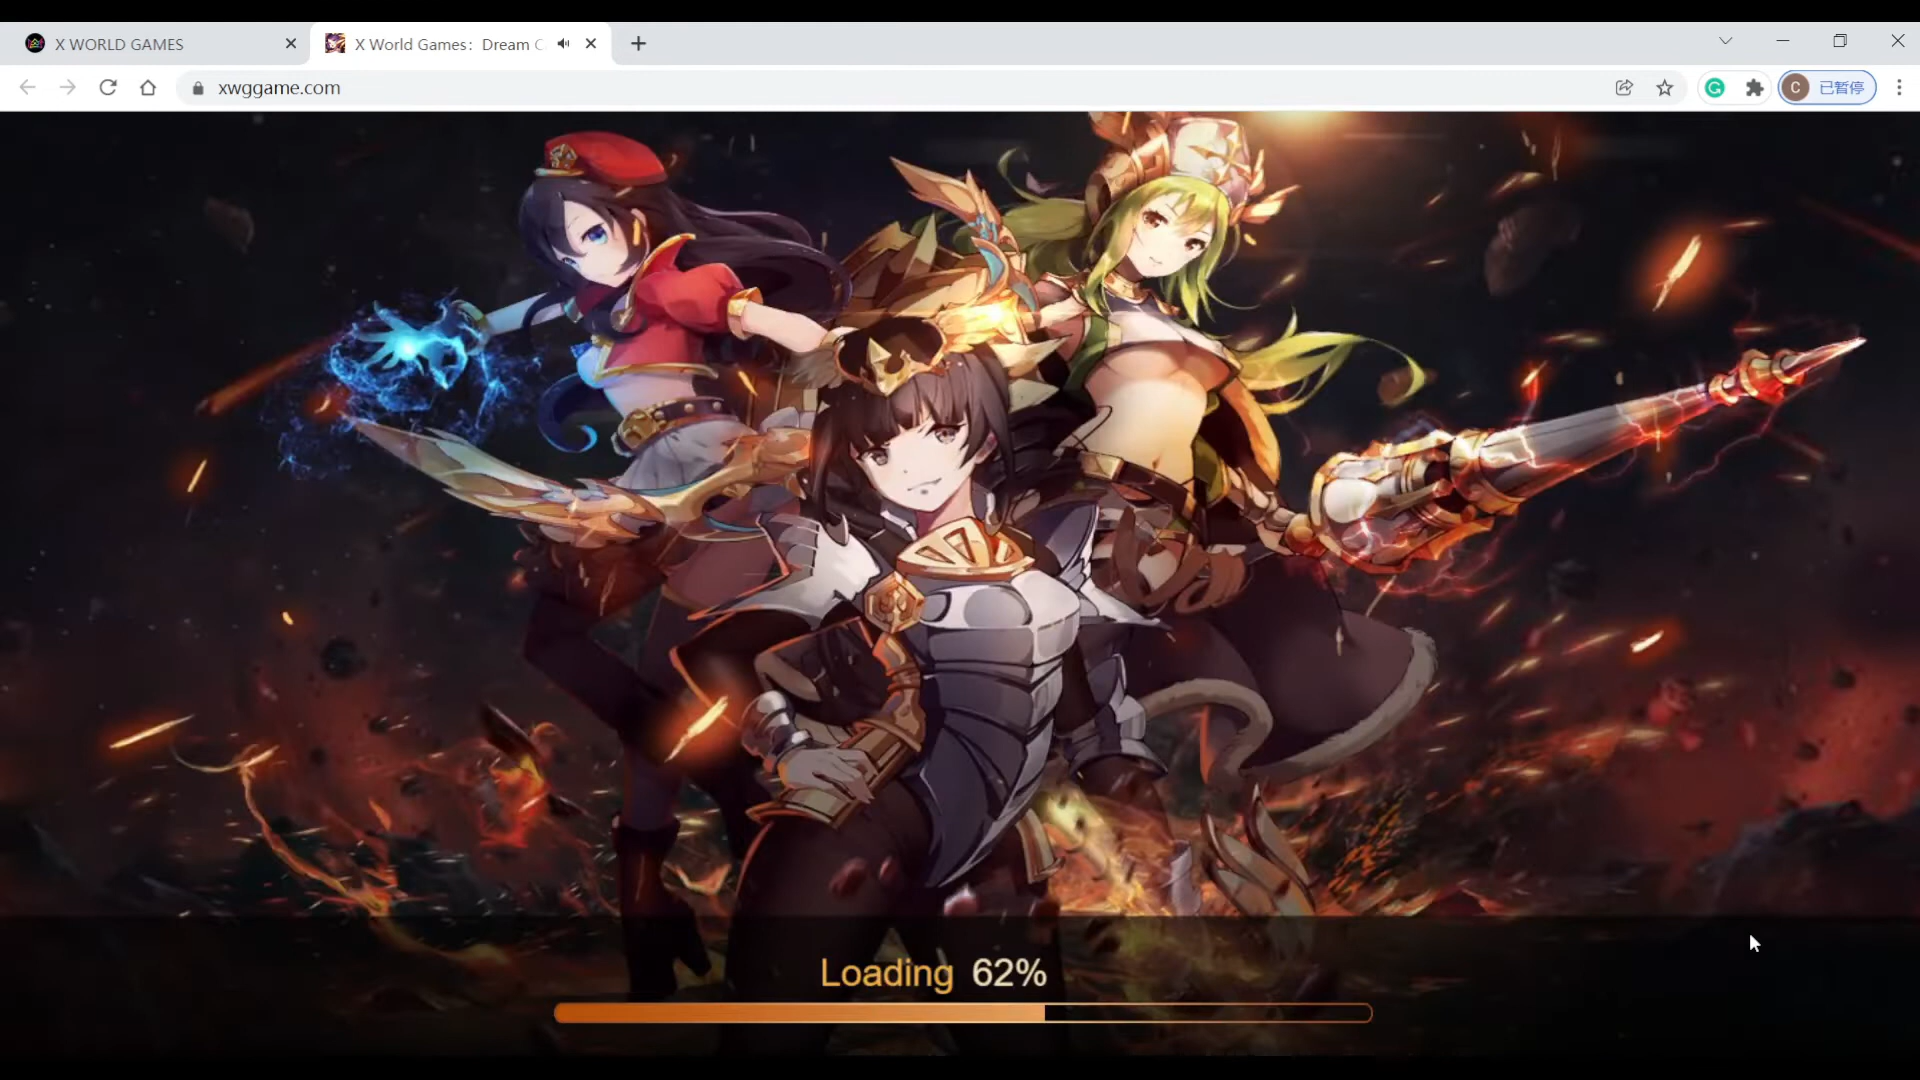 X WORLD GAMES
X World Games: Dream C
xwggame.com
C 已暂停
Loading 62%